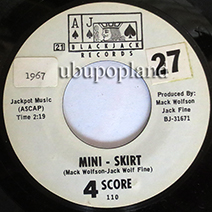 A J
BLACKJACK
RECORDS
21
27
1967
ubupopland
Jackpot Music
(ASCAP)
Time 2:19
Produced By:
Mack Wolfson
Jack Fine
BJ-31671
MINI - SKIRT
(Mack Wolfson-Jack Wolf Fine)
4 SCORE
110